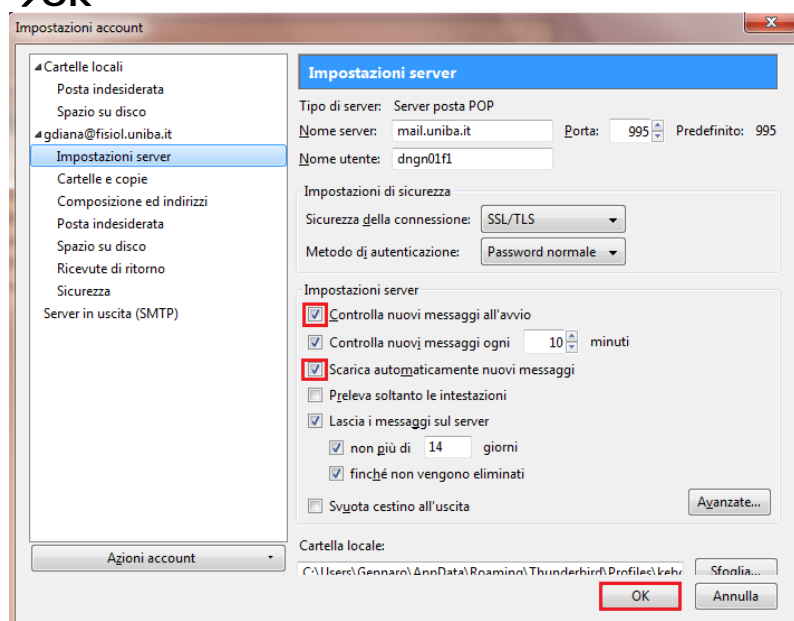 →OK
Impostazioni account
Cartelle locali
Posta indesiderata
Spazio su disco
gdiana@fisiol.uniba.it
Impostazioni server
Cartelle e copie
Composizione ed indirizzi
Posta indesiderata
Spazio su disco
Ricevute di ritorno
Sicurezza
Server in uscita (SMTP)
Azioni account
Impostazioni server
Tipo di server: Server posta POP
Nome server: mail.uniba.it Porta: 995 Predefinito: 995
Nome utente: dngn01f1
Impostazioni di sicurezza
Sicurezza della connessione: SSL/TLS
Metodo di autenticazione: Password normale
Impostazioni server
Controlla nuovi messaggi all'avvio
Controlla nuovi messaggi ogni 10 minuti
Scarica automaticamente nuovi messaggi
Preleva soltanto le intestazioni
Lascia i messaggi sul server
non più di 14 giorni
finché non vengono eliminati
Svuota cestino all'uscita Avanzate...
Cartella locale:
C:\Users\Gennaro\AppData\Roaming\Thunderbird\Profiles\ Sfoglia...
OK Annulla